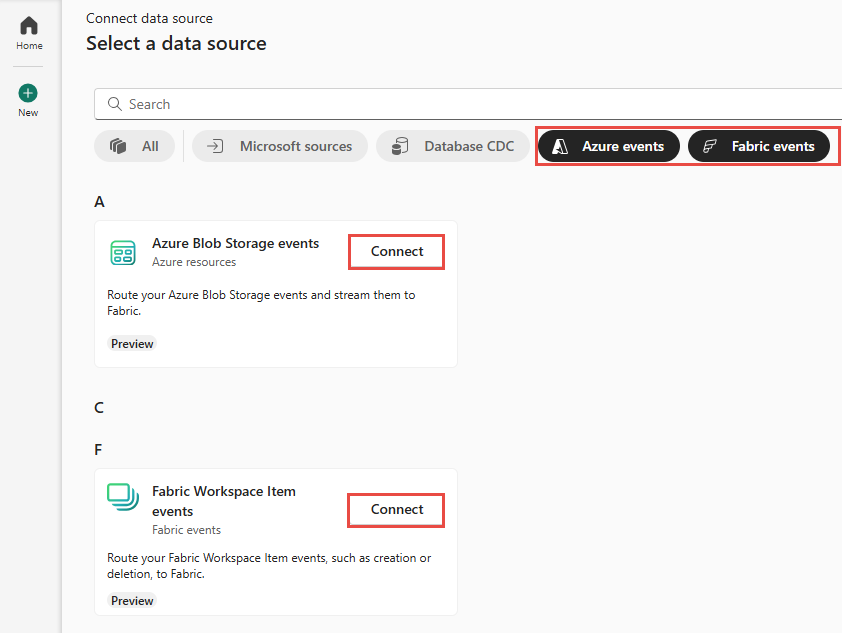 Connect data source
Home
Select a data source
New
Search
All
Microsoft sources
Database CDC
Azure events
Fabric events
A
Azure Blob Storage events
Azure resources
Connect
Route your Azure Blob Storage events and stream them to
Fabric.
Preview
C
F
Fabric Workspace Item
events
Fabric events
Connect
Route your Fabric Workspace Item events, such as creation or
deletion, to Fabric.
Preview